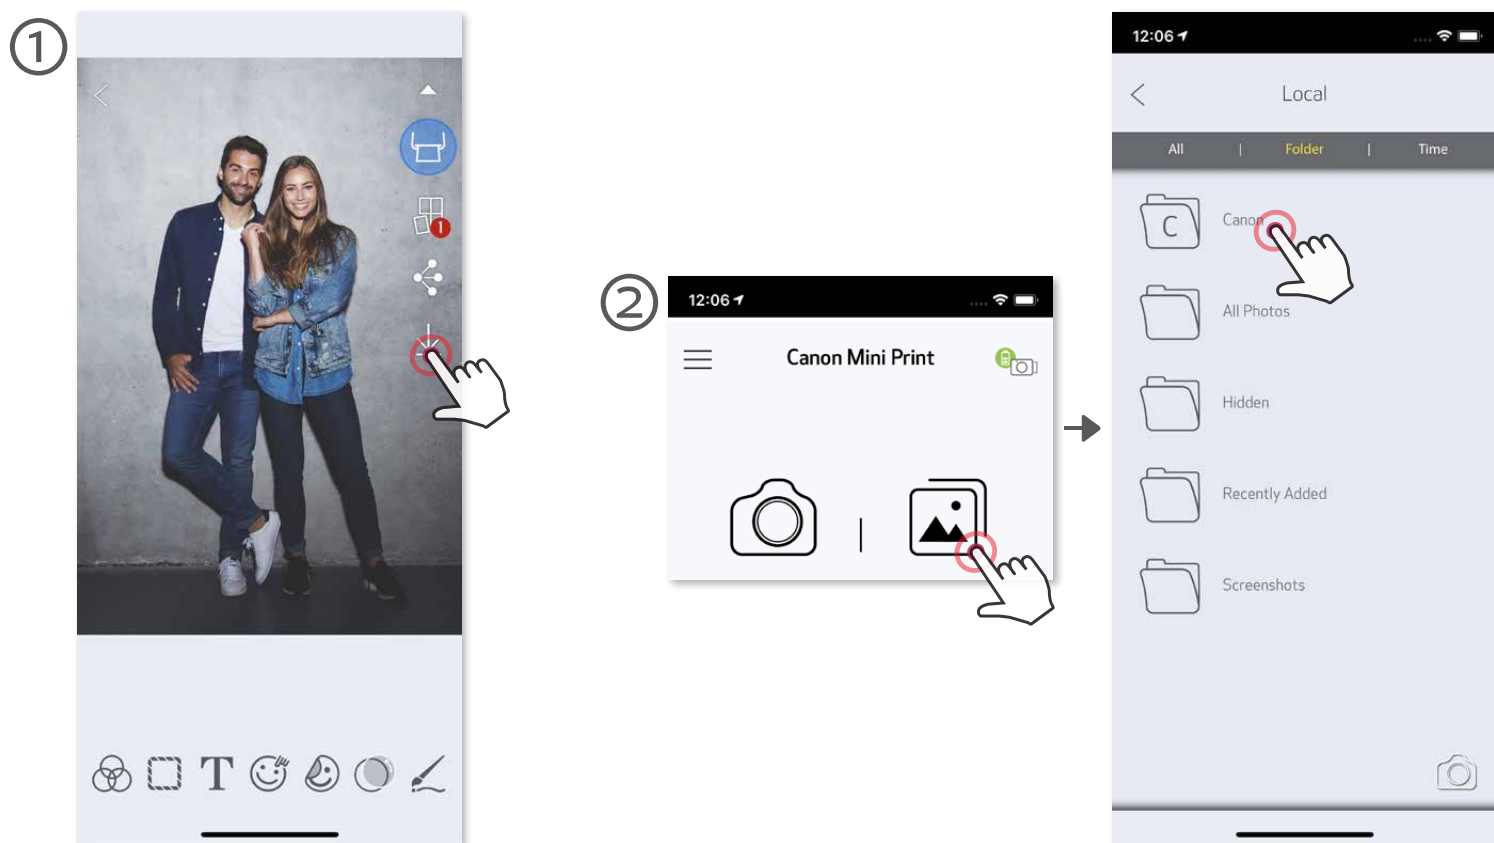 ①
1
T
②
12:06
Canon Mini Print
12:06
Local
All | Folder | Time
C Canon
All Photos
Hidden
Recently Added
Screenshots